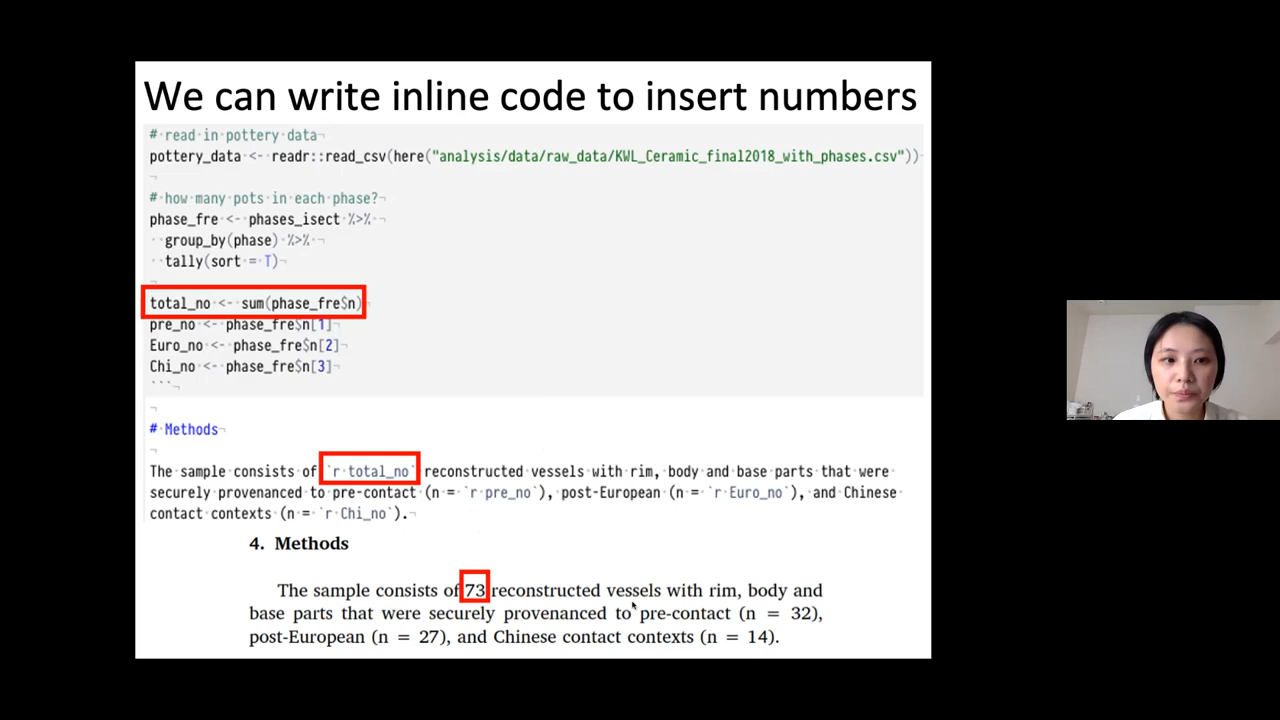 We can write inline code to insert numbers
# read in pottery data
pottery_data <- readr::read_csv(here("analysis/data/raw_data/KWL_Ceramic_final2018_with_phases.csv"))
# how many pots in each phase?
phase_fre <- phases_isect %>%
group_by(phase) %>%
tally(sort = T)
total_no <- sum(phase_fre$n)
pre_no <- phase_fre$n[1]
Euro_no <- phase_fre$n[2]
Chi_no <- phase_fre$n[3]
```
# Methods
The sample consists of `r total_no` reconstructed vessels with rim, body and base parts that were
securely provenanced to pre-contact (n = `r pre_no`), post-European (n = `r Euro_no`), and Chinese
contact contexts (n = `r Chi_no`).
4. Methods
The sample consists of 73 reconstructed vessels with rim, body and
base parts that were securely provenanced to pre-contact (n = 32),
post-European (n = 27), and Chinese contact contexts (n = 14).